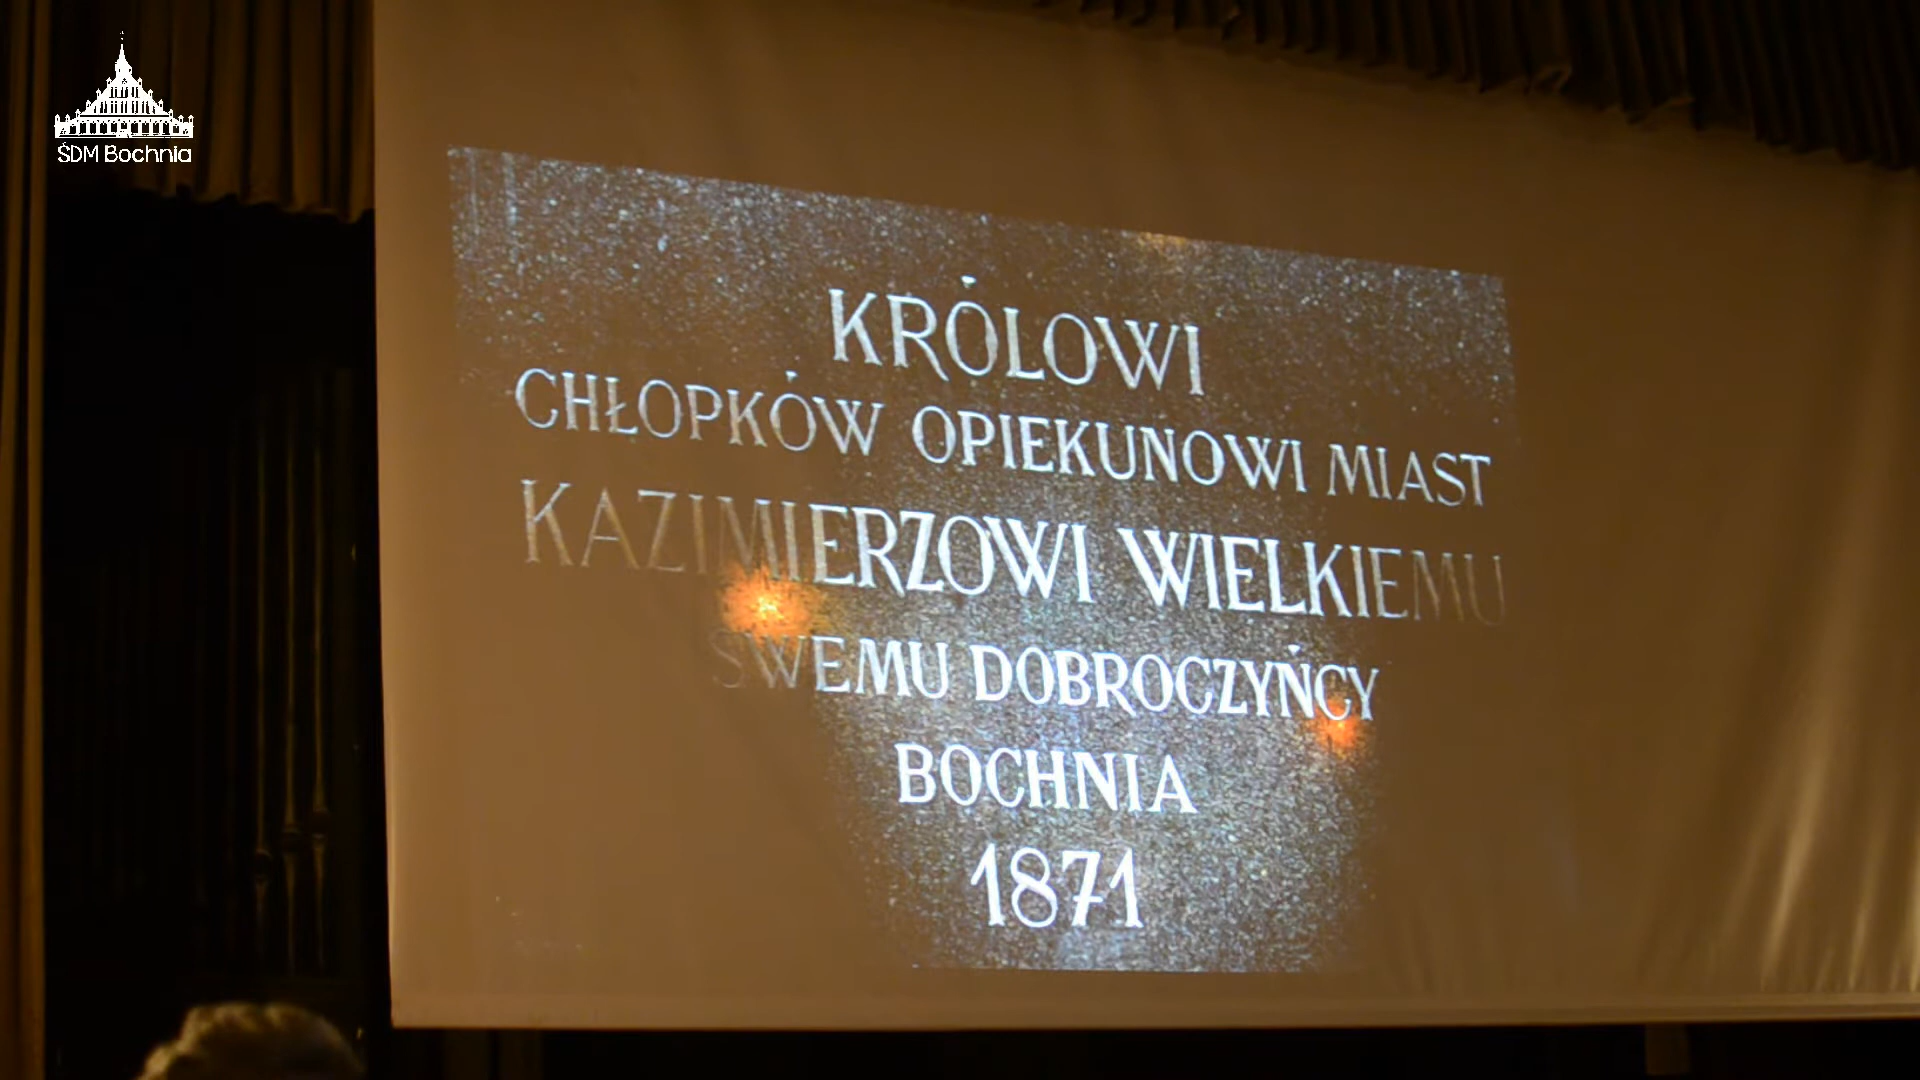 ŚDM Bochnia
KRÓLOWI
CHŁOPKÓW OPIEKUNOWI MIAST
KAZIMIERZOWI WIELKIEMU
SWEMU DOBROCZYŃCY
BOCHNIA
1871